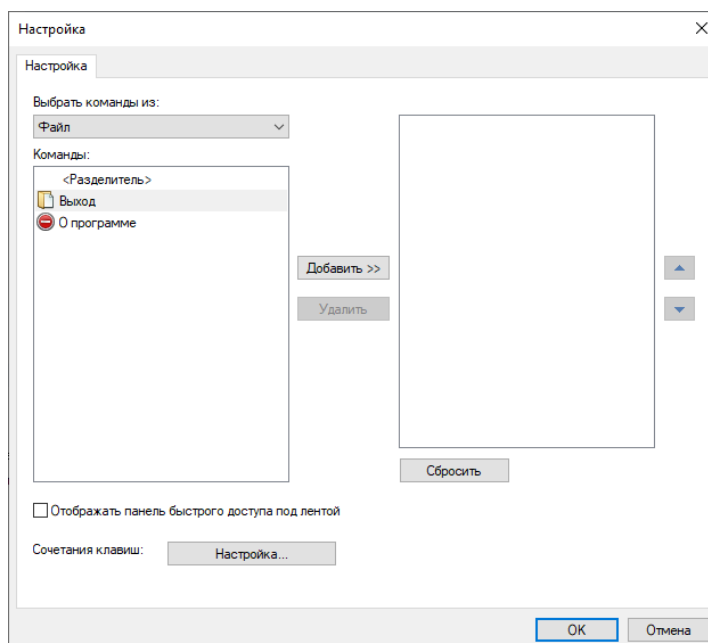 Настройка
Настройка
Выбрать команды из:
Файл
Команды:
<Разделитель>
Выход
О программе
Добавить >>
Удалить
Сбросить
Отображать панель быстрого доступа под лентой
Сочетания клавиш:
Настройка...
OK
Отмена